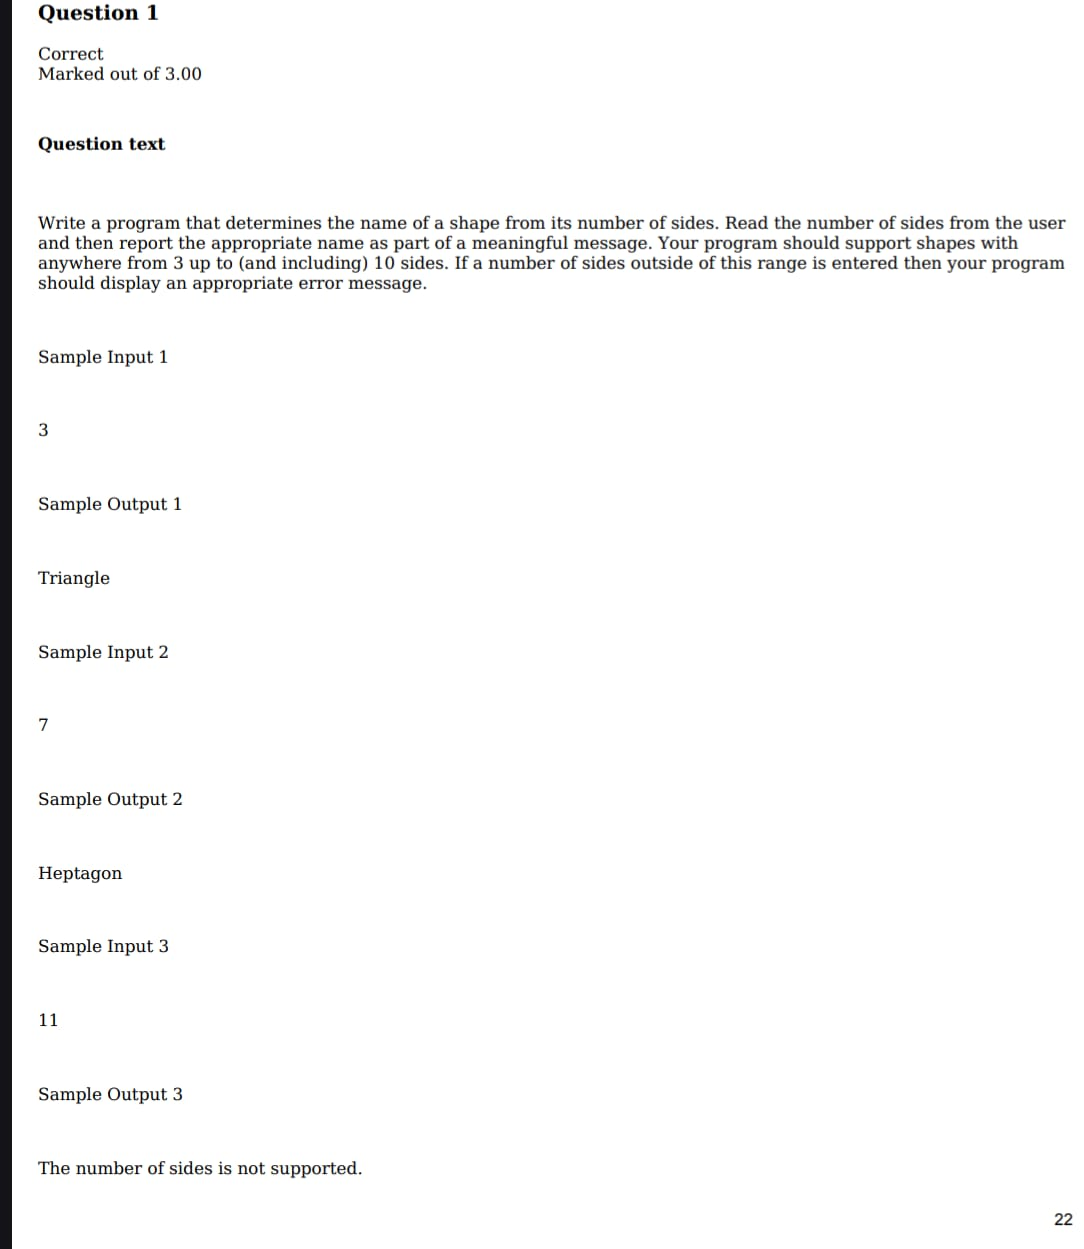 Question 1
Correct
Marked out of 3.00
Question text
Write a program that determines the name of a shape from its number of sides. Read the number of sides from the user
and then report the appropriate name as part of a meaningful message. Your program should support shapes with
anywhere from 3 up to (and including) 10 sides. If a number of sides outside of this range is entered then your program
should display an appropriate error message.
Sample Input 1
3
Sample Output 1
Triangle
Sample Input 2
7
Sample Output 2
Heptagon
Sample Input 3
11
Sample Output 3
The number of sides is not supported.
22